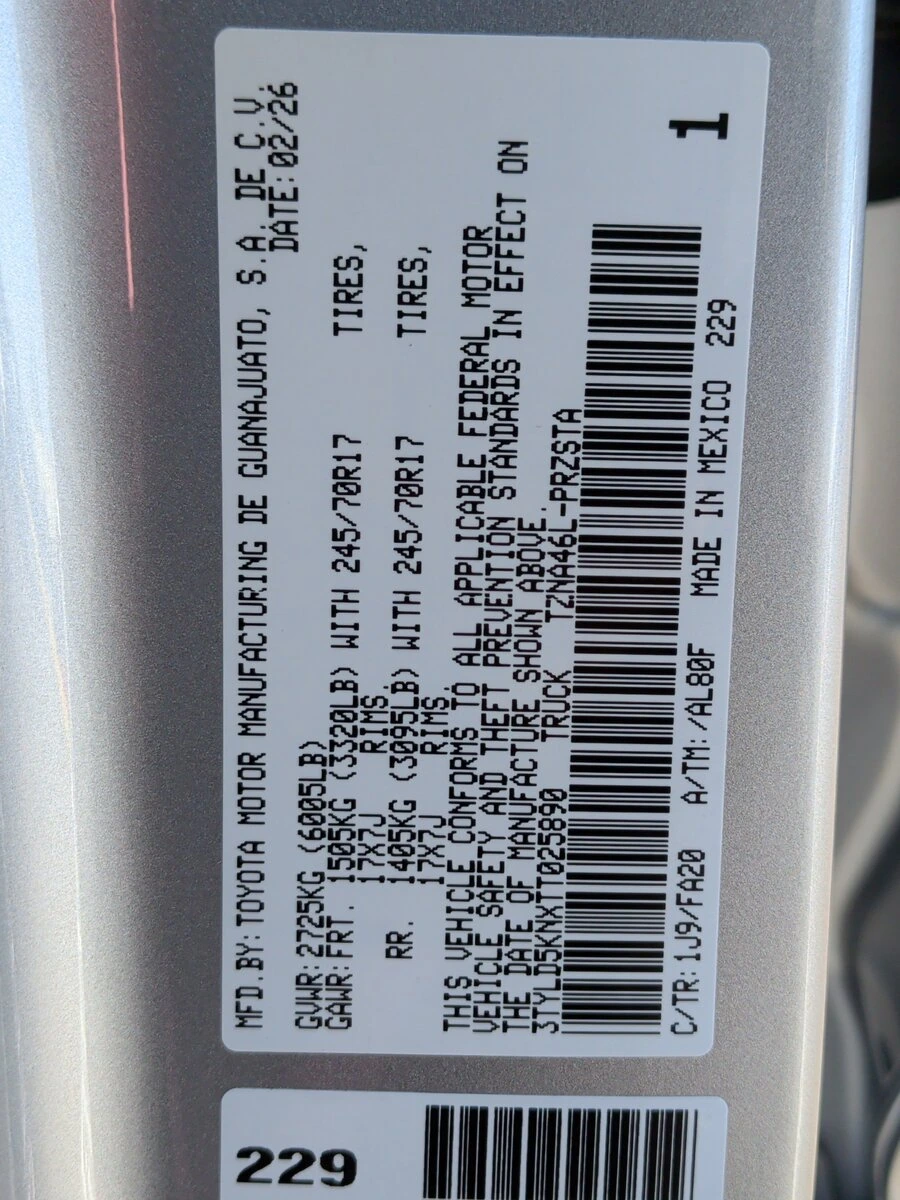 MFD.BY:TOYOTA MOTOR MANUFACTURING DE GUANAJUATO, S.A. DE C.V.
DATE:02/26
GVWR:2725KG (6005LB)
GAWR:FRT. 1505KG (3320LB) WITH 245/70R17 TIRES,
17X7J RIMS.
RR. 1405KG (3095LB) WITH 245/70R17 TIRES,
17X7J RIMS.
THIS VEHICLE CONFORMS TO ALL APPLICABLE FEDERAL MOTOR
VEHICLE SAFETY AND THEFT PREVENTION STANDARDS IN EFFECT ON
THE DATE OF MANUFACTURE SHOWN ABOVE.
3TYLD5KNXTT025890 TRUCK TZNA46L-PRZSTA
C/TR:1J9/FA20 A/TM:/AL80F MADE IN MEXICO 229
1
229